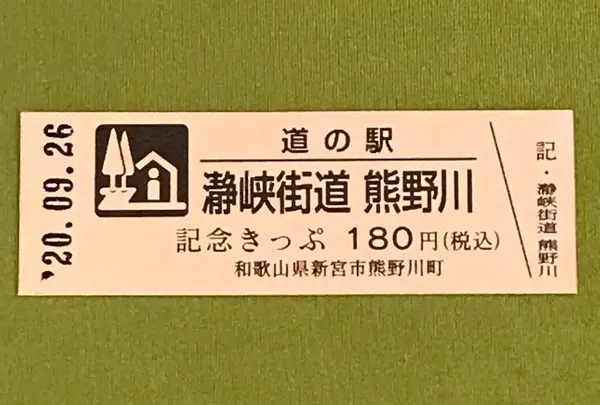 '20.09.26
道の駅
瀞峡街道 熊野川
記念きっぷ 180円(税込)
和歌山県新宮市熊野川町
記・瀞峡街道 熊野川